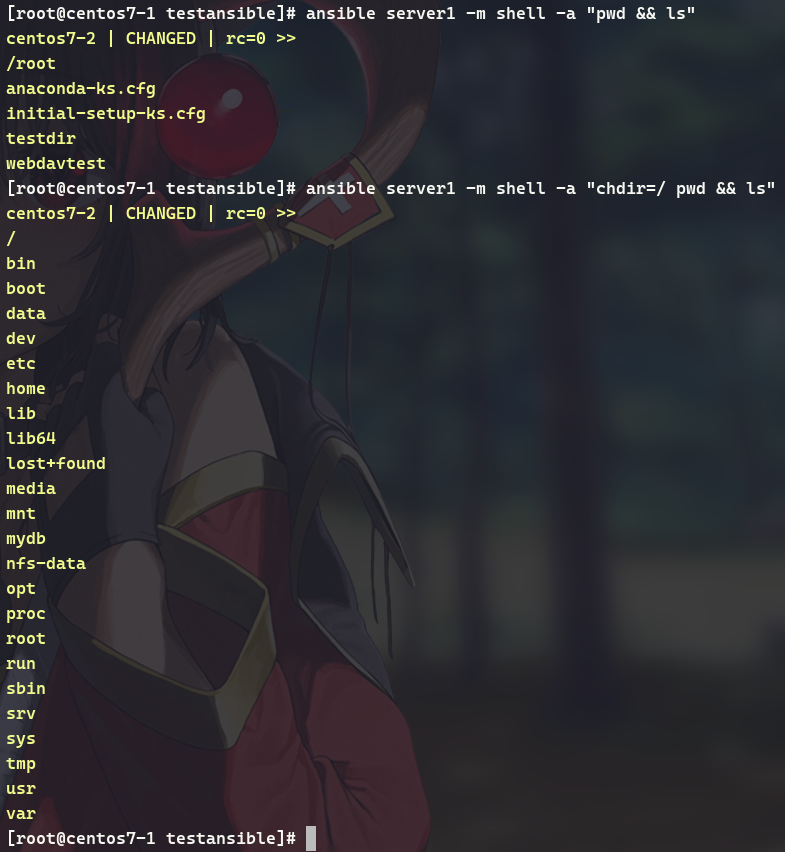 [root@centos7-1 testansible]# ansible server1 -m shell -a "pwd && ls"
centos7-2 | CHANGED | rc=0 >>
/root
anaconda-ks.cfg
initial-setup-ks.cfg
testdir
webdavtest
[root@centos7-1 testansible]# ansible server1 -m shell -a "chdir=/ pwd && ls"
centos7-2 | CHANGED | rc=0 >>
/
bin
boot
data
dev
etc
home
lib
lib64
lost+found
media
mnt
mydb
nfs-data
opt
proc
root
run
sbin
srv
sys
tmp
usr
var
[root@centos7-1 testansible]#